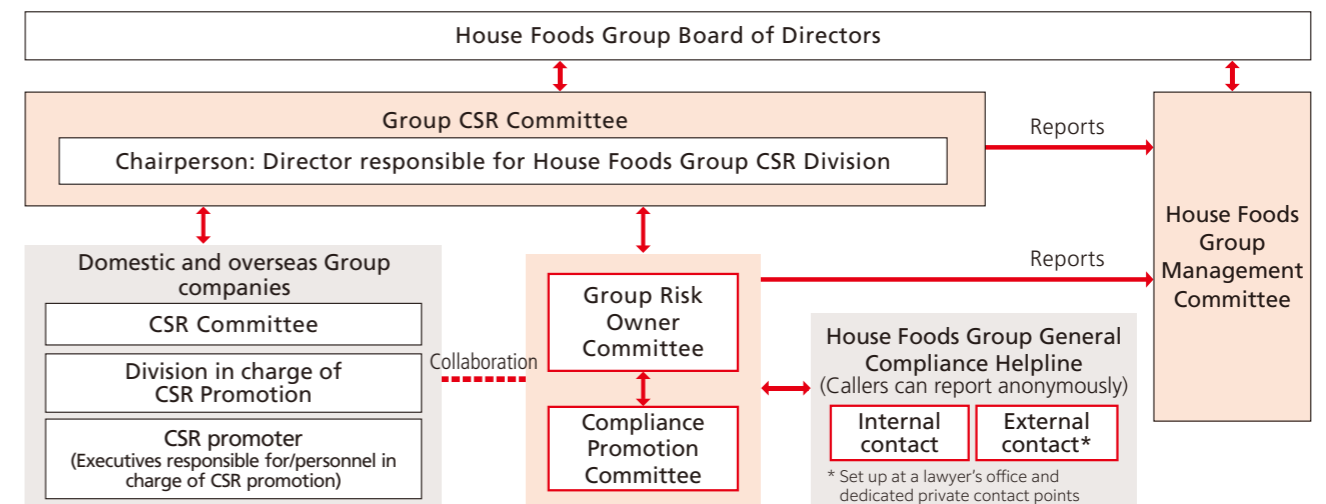 House Foods Group Board of Directors
Group CSR Committee
Chairperson: Director responsible for House Foods Group CSR Division
Reports
House Foods
Group
Management
Committee
Domestic and overseas Group
companies
CSR Committee
Division in charge of
CSR Promotion
CSR promoter
(Executives responsible for/personnel in
charge of CSR promotion)
Collaboration
Group Risk
Owner
Committee
Compliance
Promotion
Committee
Reports
House Foods Group General
Compliance Helpline
(Callers can report anonymously)
Internal
contact
External
contact*
* Set up at a lawyer's office and
dedicated private contact points